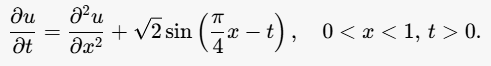 ∂u/∂t = ∂²u/∂x² + √2 sin (π/4 x − t), 0 < x < 1, t > 0.